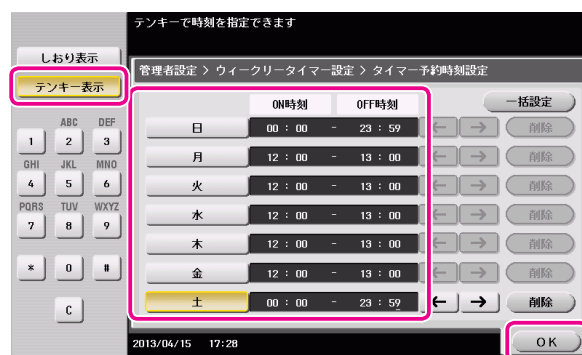 テンキーで時刻を指定できます
しおり表示
テンキー表示
管理者設定 > ウィークリータイマー設定 > タイマー予約時刻設定
ON時刻 OFF時刻 一括設定
日 00 : 00 - 23 : 59 ← → 削除
月 12 : 00 - 13 : 00 ← → 削除
火 12 : 00 - 13 : 00 ← → 削除
水 12 : 00 - 13 : 00 ← → 削除
木 12 : 00 - 13 : 00 ← → 削除
金 12 : 00 - 13 : 00 ← → 削除
土 00 : 00 - 23 : 59 ← → 削除
ABC DEF
1 2 3
GHI JKL MNO
4 5 6
PQRS TUV WXYZ
7 8 9
* 0 #
C
2013/04/15 17:28
OK